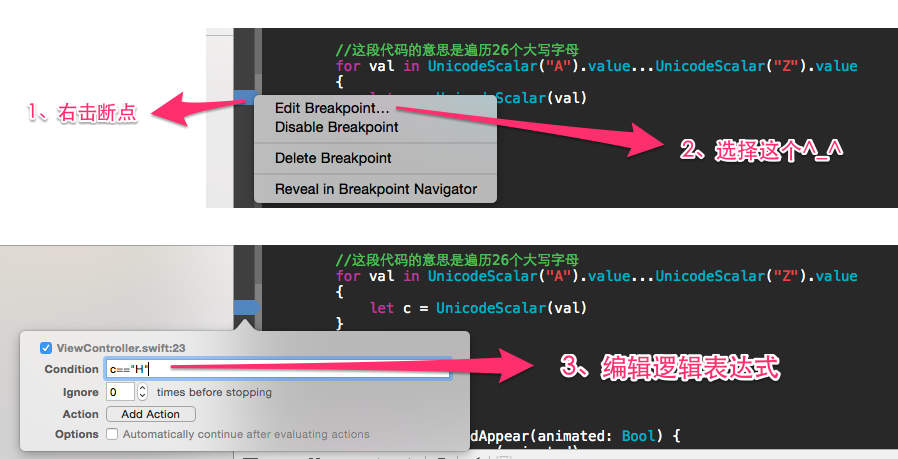 //这段代码的意思是遍历26个大写字母
for val in UnicodeScalar("A").value...UnicodeScalar("Z").value
{
UnicodeScalar(val)
1、右击断点
Edit Breakpoint...
Disable Breakpoint
2、选择这个^_^
Delete Breakpoint
Reveal in Breakpoint Navigator
//这段代码的意思是遍历26个大写字母
for val in UnicodeScalar("A").value...UnicodeScalar("Z").value
{
let c = UnicodeScalar(val)
}
ViewController.swift:23
Condition c=="H"
3、编辑逻辑表达式
Ignore 0 times before stopping
Action Add Action
Options Automatically continue after evaluating actions
dAppear(animated: Bool) {